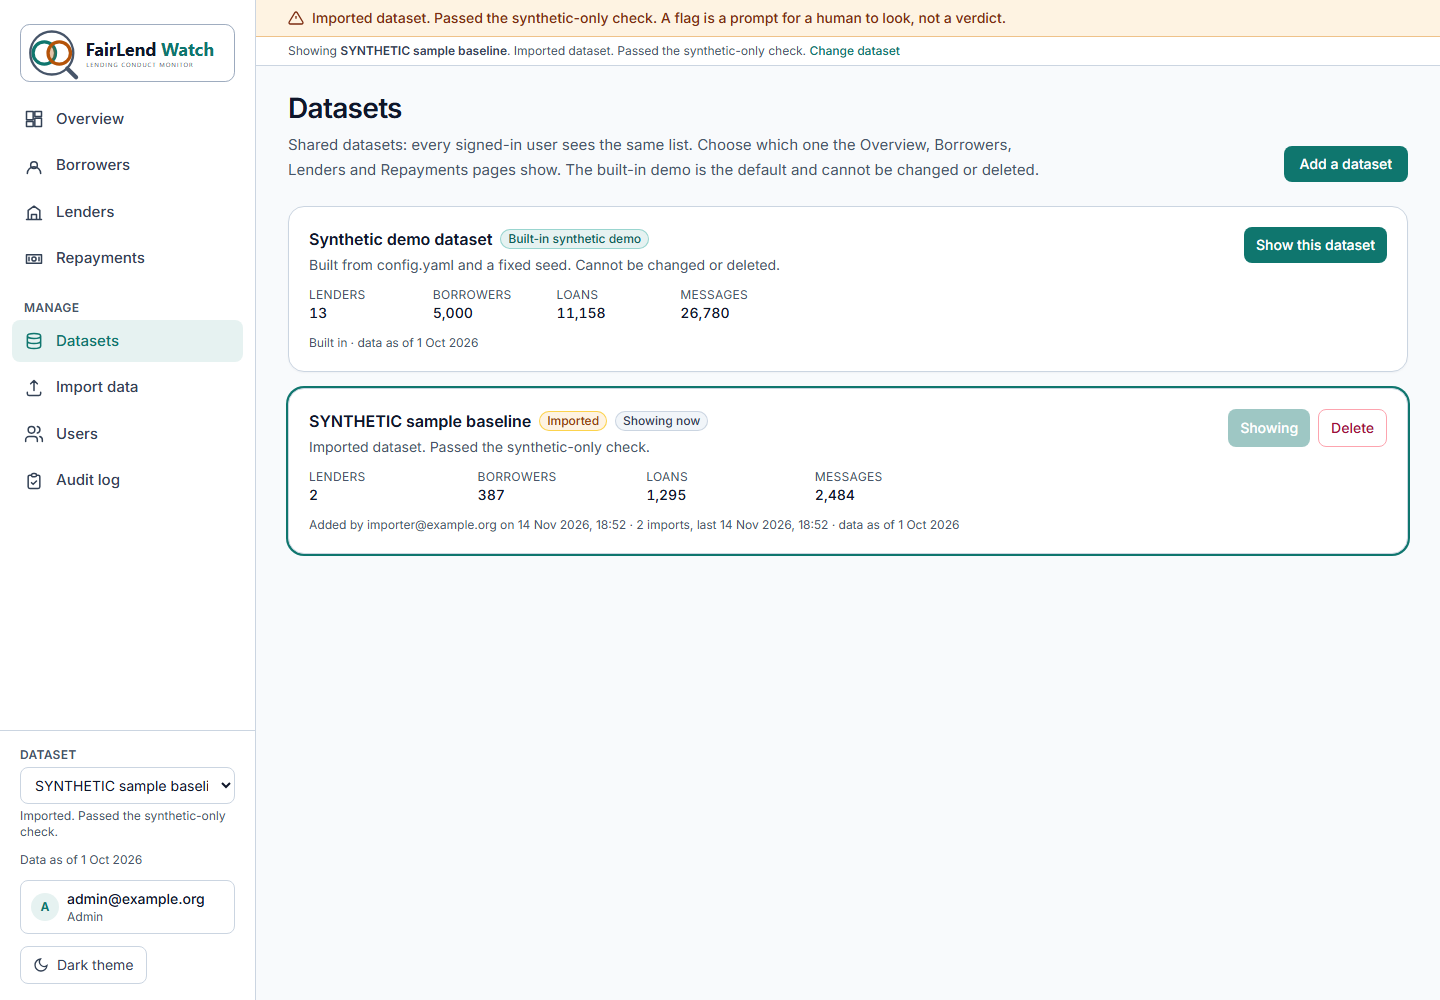 FairLend Watch
LENDING CONDUCT MONITOR
Overview
Borrowers
Lenders
Repayments
MANAGE
Datasets
Import data
Users
Audit log
DATASET
SYNTHETIC sample baseli
Imported. Passed the synthetic-only
check.
Data as of 1 Oct 2026
A
admin@example.org
Admin
Dark theme
Imported dataset. Passed the synthetic-only check. A flag is a prompt for a human to look, not a verdict.
Showing SYNTHETIC sample baseline. Imported dataset. Passed the synthetic-only check. Change dataset
Datasets
Shared datasets: every signed-in user sees the same list. Choose which one the Overview, Borrowers,
Lenders and Repayments pages show. The built-in demo is the default and cannot be changed or deleted.
Add a dataset
Synthetic demo dataset Built-in synthetic demo
Show this dataset
Built from config.yaml and a fixed seed. Cannot be changed or deleted.
LENDERS BORROWERS LOANS MESSAGES
13 5,000 11,158 26,780
Built in · data as of 1 Oct 2026
SYNTHETIC sample baseline Imported Showing now
Showing Delete
Imported dataset. Passed the synthetic-only check.
LENDERS BORROWERS LOANS MESSAGES
2 387 1,295 2,484
Added by importer@example.org on 14 Nov 2026, 18:52 · 2 imports, last 14 Nov 2026, 18:52 · data as of 1 Oct 2026